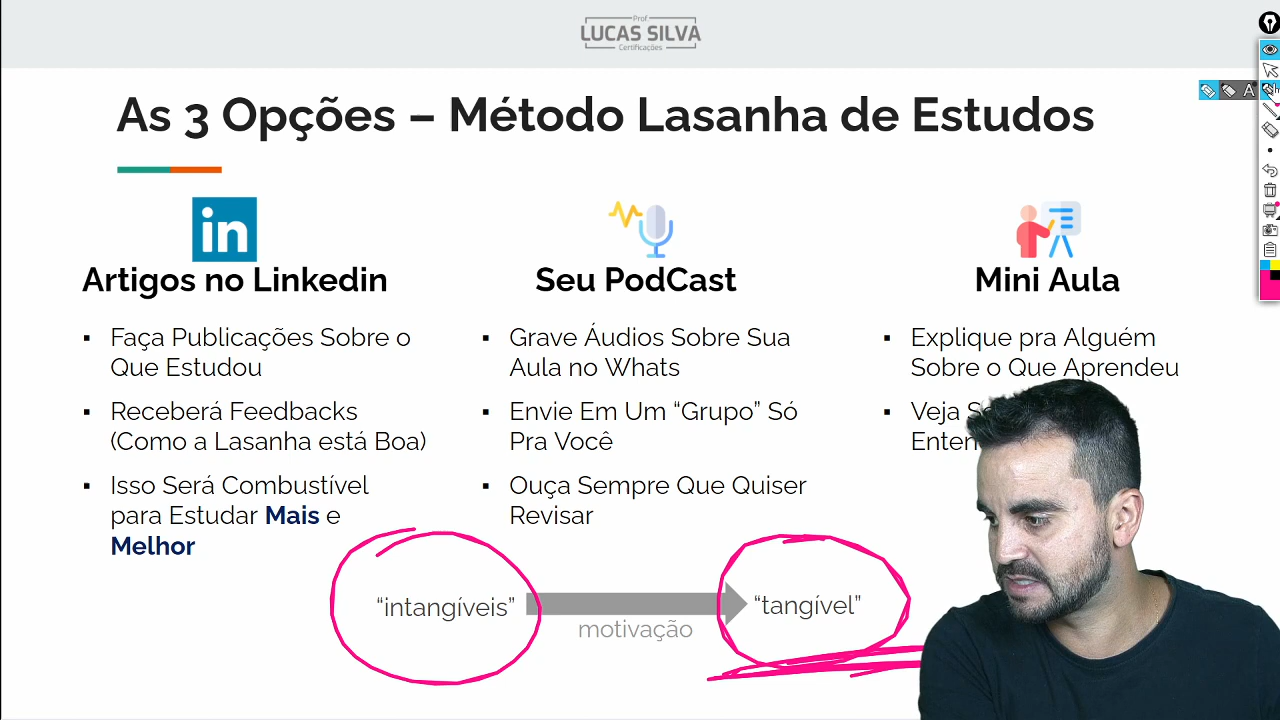 Prof.
LUCAS SILVA
Certificações
As 3 Opções – Método Lasanha de Estudos
in
Artigos no Linkedin
▪ Faça Publicações Sobre o
Que Estudou
▪ Receberá Feedbacks
(Como a Lasanha está Boa)
▪ Isso Será Combustível
para Estudar Mais e
Melhor
Seu PodCast
▪ Grave Áudios Sobre Sua
Aula no Whats
▪ Envie Em Um “Grupo” Só
Pra Você
▪ Ouça Sempre Que Quiser
Revisar
Mini Aula
▪ Explique pra Alguém
Sobre o Que Aprendeu
▪ Veja
“intangíveis”
motivação
“tangível”
A